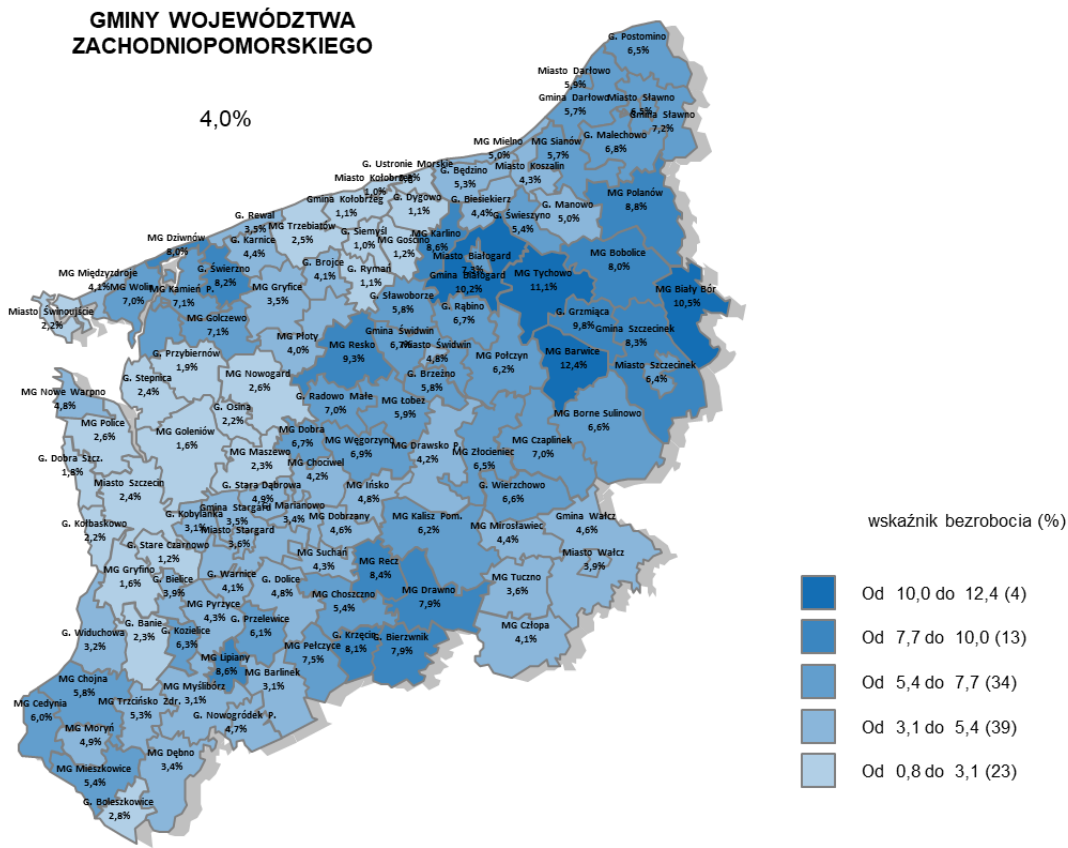 GMINY WOJEWÓDZTWA
ZACHODNIOPOMORSKIEGO
4,0%
G. Postomino
6,5%
Miasto Darłowo
5,9%
Gmina Darłowo
5,7%
Miasto Sławno
6,5%
Gmina Sławno
7,2%
G. Malechowo
6,8%
MG Mielno
5,0%
MG Sianów
5,7%
Miasto Koszalin
4,3%
G. Ustronie Morskie
G. Będzino
5,3%
Miasto Kołobrzeg
1,0%
Gmina Kołobrzeg
1,1%
G. Dygowo
1,1%
G. Biesiekierz
4,4%
G. Manowo
5,0%
MG Polanów
8,8%
G. Świeszyno
5,4%
G. Rewal
3,5%
MG Trzebiatów
2,5%
G. Siemyśl
1,0%
MG Gościno
1,2%
MG Karlino
8,6%
MG Dziwnów
8,0%
G. Karnice
4,4%
Miasto Białogard
7,3%
MG Bobolice
8,0%
G. Brojce
4,1%
G. Rymań
1,1%
Gmina Białogard
10,2%
MG Tychowo
11,1%
MG Biały Bór
10,5%
MG Międzyzdroje
4,1%
MG Wolin
7,0%
MG Kamień P.
7,1%
G. Świerzno
8,2%
MG Gryfice
3,5%
G. Sławoborze
5,8%
G. Rąbino
6,7%
G. Grzmiąca
9,8%
Miasto Świnoujście
2,2%
MG Golczewo
7,1%
MG Płoty
4,0%
MG Resko
9,3%
Gmina Świdwin
6,7%
Miasto Świdwin
4,8%
Gmina Szczecinek
8,3%
G. Przybiernów
1,9%
MG Połczyn
6,2%
MG Barwice
12,4%
Miasto Szczecinek
6,4%
G. Stepnica
2,4%
MG Nowogard
2,6%
G. Brzeżno
5,8%
MG Nowe Warpno
4,8%
G. Osina
2,2%
G. Radowo Małe
7,0%
MG Łobez
5,9%
MG Borne Sulinowo
6,6%
MG Police
2,6%
MG Goleniów
1,6%
MG Dobra
6,7%
MG Węgorzyno
6,9%
MG Drawsko P.
4,2%
MG Złocieniec
6,5%
MG Czaplinek
7,0%
G. Dobra Szcz.
1,8%
MG Maszewo
2,3%
MG Chociwel
4,2%
Miasto Szczecin
2,4%
G. Stara Dąbrowa
4,9%
MG Ińsko
4,8%
G. Wierzchowo
6,6%
G. Kołbaskowo
2,2%
G. Kobylanka
3,1%
Gmina Stargard
3,5%
G. Marianowo
3,4%
MG Dobrzany
4,6%
MG Kalisz Pom.
6,2%
MG Mirosławiec
4,4%
Gmina Wałcz
4,6%
Miasto Stargard
3,6%
G. Stare Czarnowo
1,2%
MG Suchań
4,3%
MG Recz
8,4%
Miasto Wałcz
3,9%
MG Gryfino
1,6%
G. Bielice
3,9%
G. Warnice
4,1%
G. Dolice
4,8%
MG Choszczno
5,4%
MG Drawno
7,9%
MG Tuczno
3,6%
MG Pyrzyce
4,3%
G. Przelewice
6,1%
G. Widuchowa
3,2%
G. Banie
2,3%
G. Kozielice
6,3%
MG Pełczyce
7,5%
G. Krzęcin
8,1%
G. Bierzwnik
7,9%
MG Człopa
4,1%
MG Lipiany
8,6%
MG Barlinek
3,1%
MG Chojna
5,8%
MG Myślibórz
3,1%
MG Cedynia
6,0%
MG Trzcińsko Zdr.
5,3%
G. Nowogródek P.
4,7%
MG Moryń
4,9%
MG Dębno
3,4%
MG Mieszkowice
5,4%
G. Boleszkowice
2,8%
wskaźnik bezrobocia (%)
Od 10,0 do 12,4 (4)
Od 7,7 do 10,0 (13)
Od 5,4 do 7,7 (34)
Od 3,1 do 5,4 (39)
Od 0,8 do 3,1 (23)